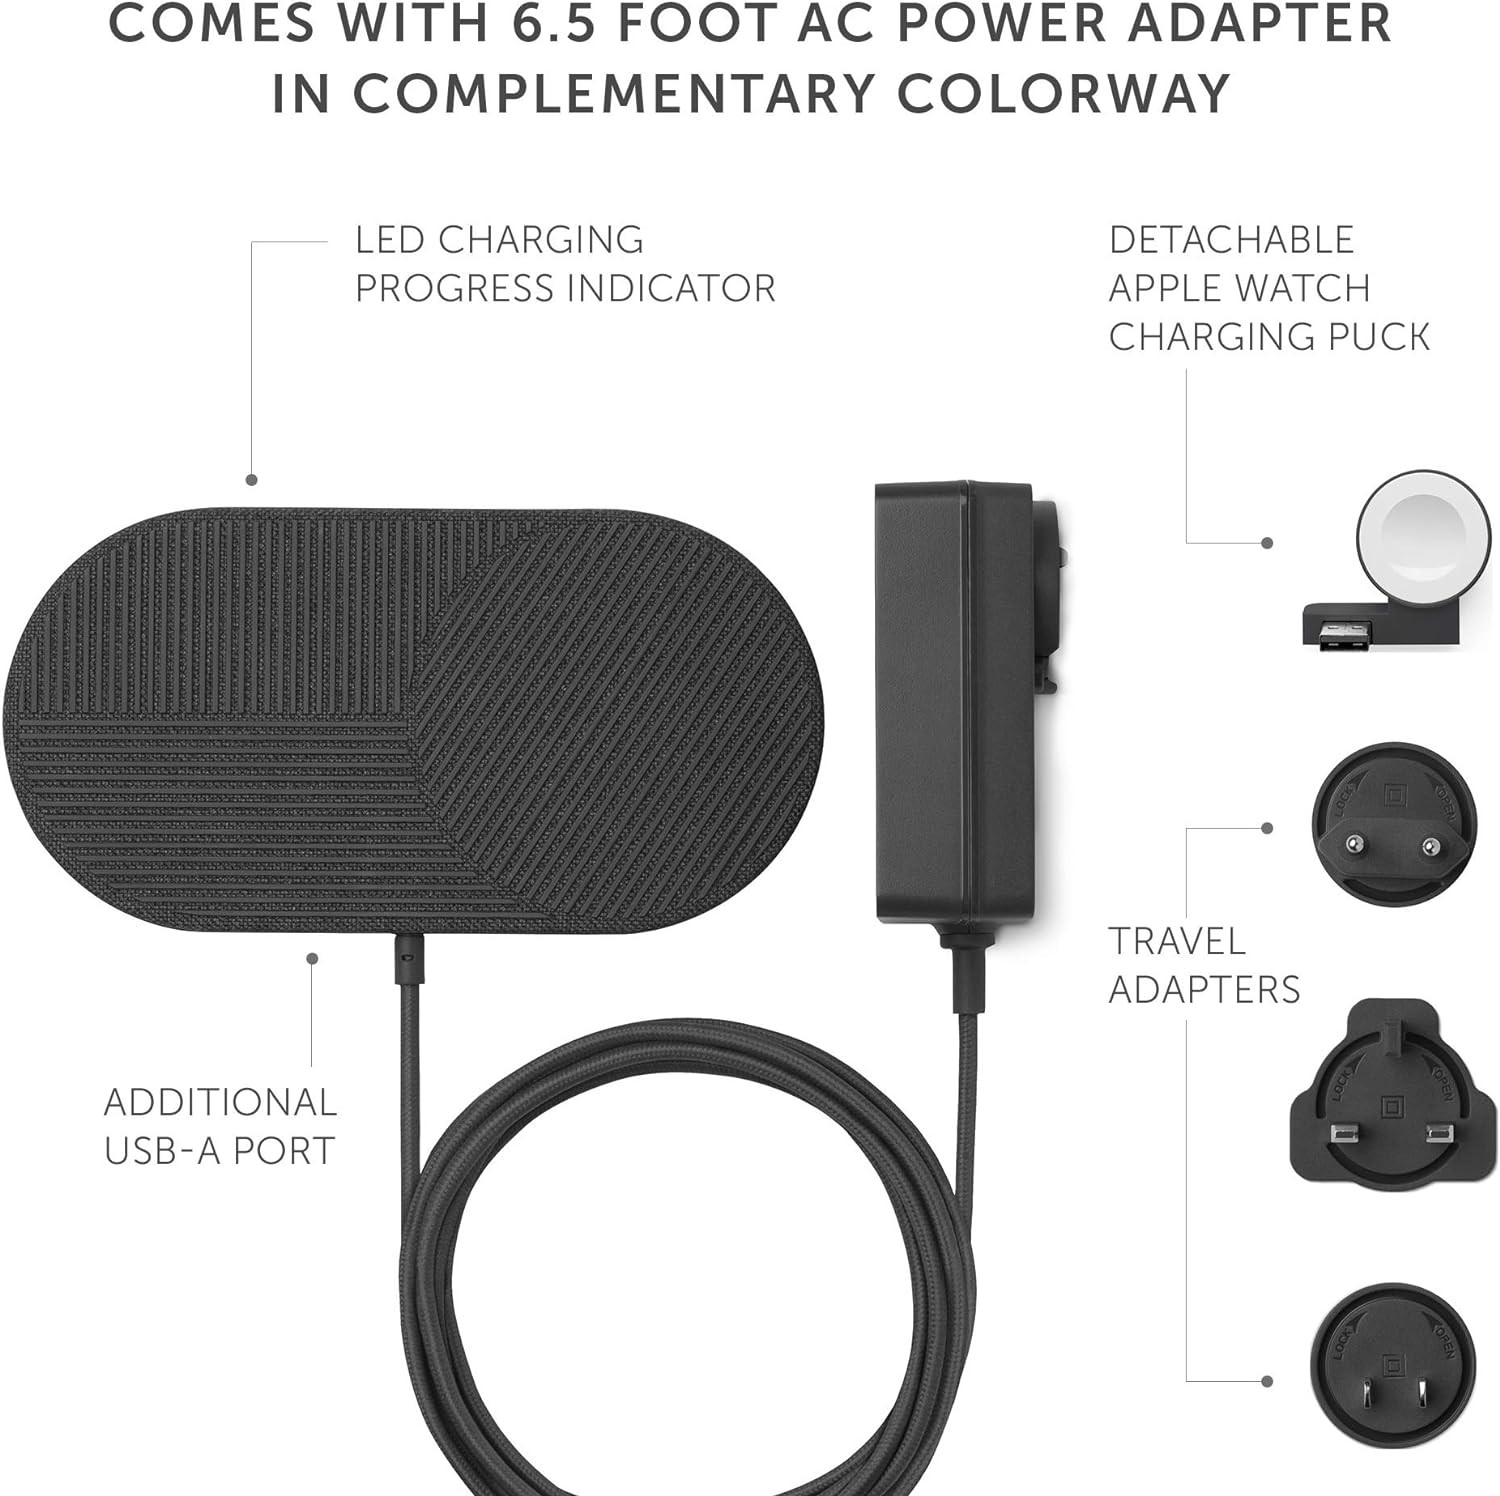 COMES WITH 6.5 FOOT AC POWER ADAPTER
IN COMPLEMENTARY COLORWAY
LED CHARGING
PROGRESS INDICATOR
DETACHABLE
APPLE WATCH
CHARGING PUCK
LOCK
OPEN
TRAVEL
ADAPTERS
LOCK
OPEN
ADDITIONAL
USB-A PORT
LOCK
OPEN